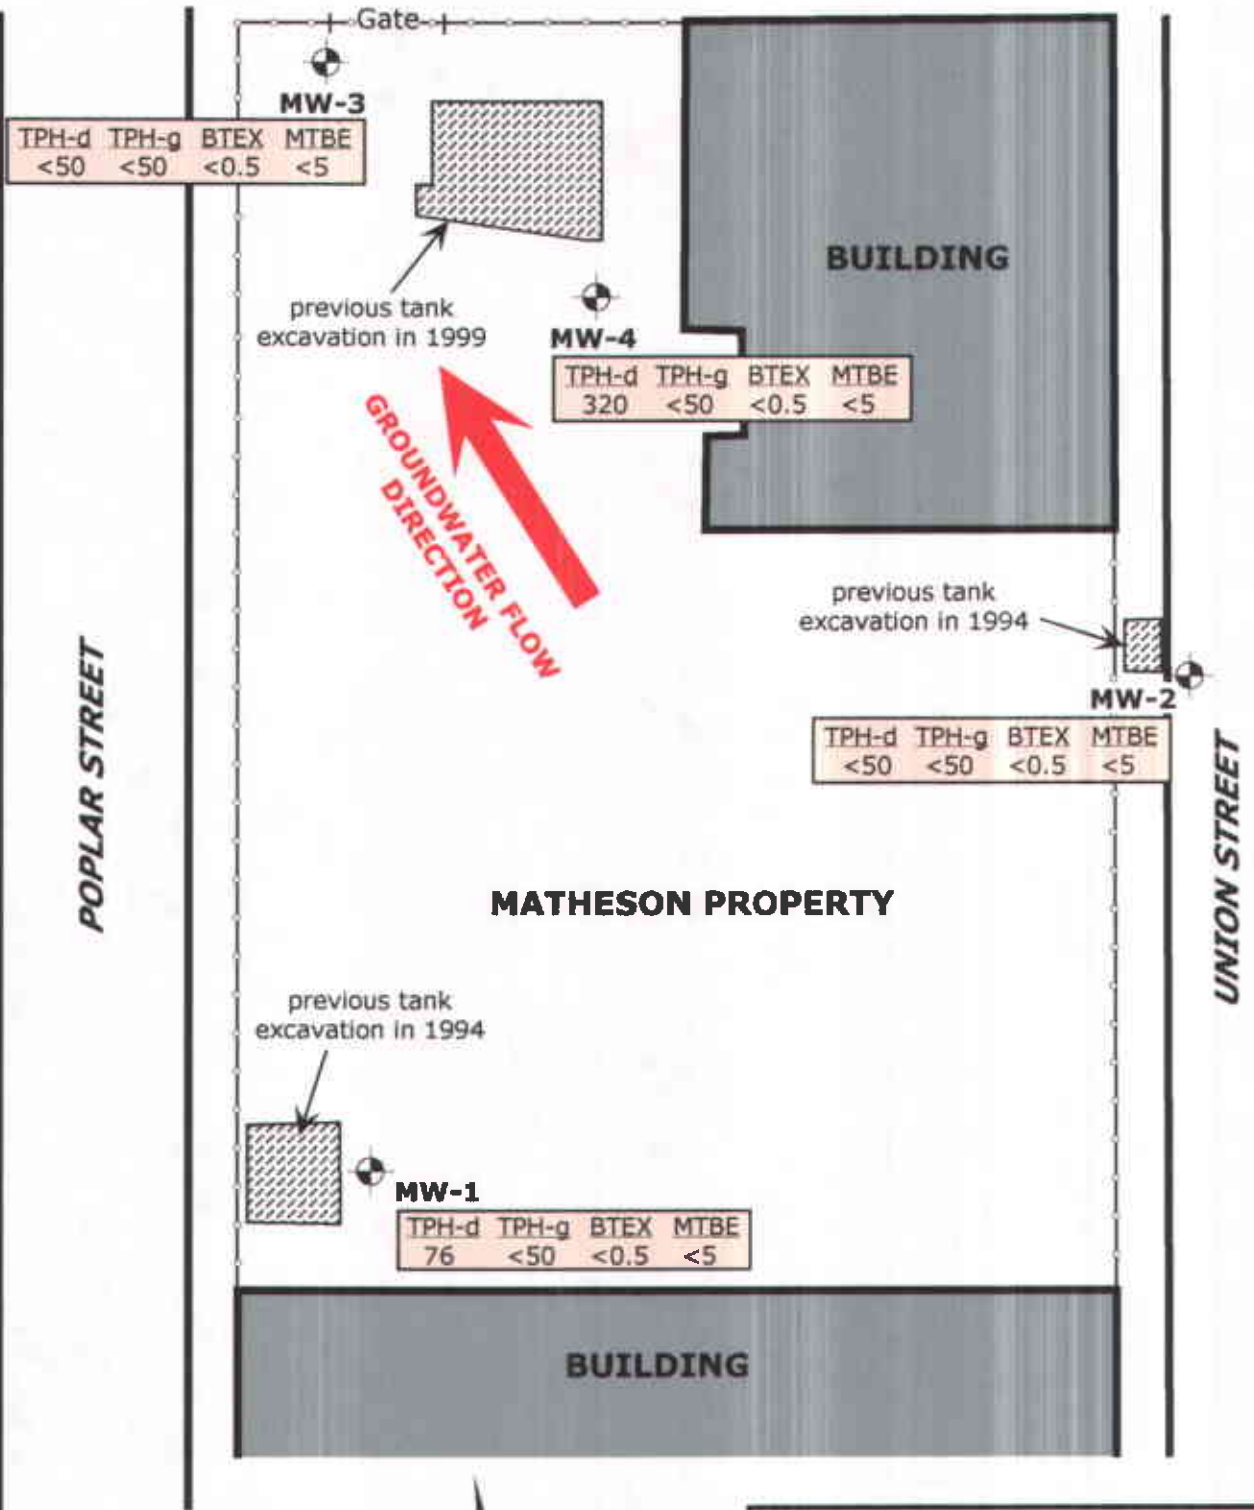 Gate
MW-3
TPH-d TPH-g BTEX MTBE
<50 <50 <0.5 <5
BUILDING
previous tank
excavation in 1999
MW-4
TPH-d TPH-g BTEX MTBE
320 <50 <0.5 <5
GROUNDWATER FLOW
DIRECTION
previous tank
excavation in 1994
MW-2
TPH-d TPH-g BTEX MTBE
<50 <50 <0.5 <5
POPLAR STREET
UNION STREET
MATHESON PROPERTY
previous tank
excavation in 1994
MW-1
TPH-d TPH-g BTEX MTBE
76 <50 <0.5 <5
BUILDING